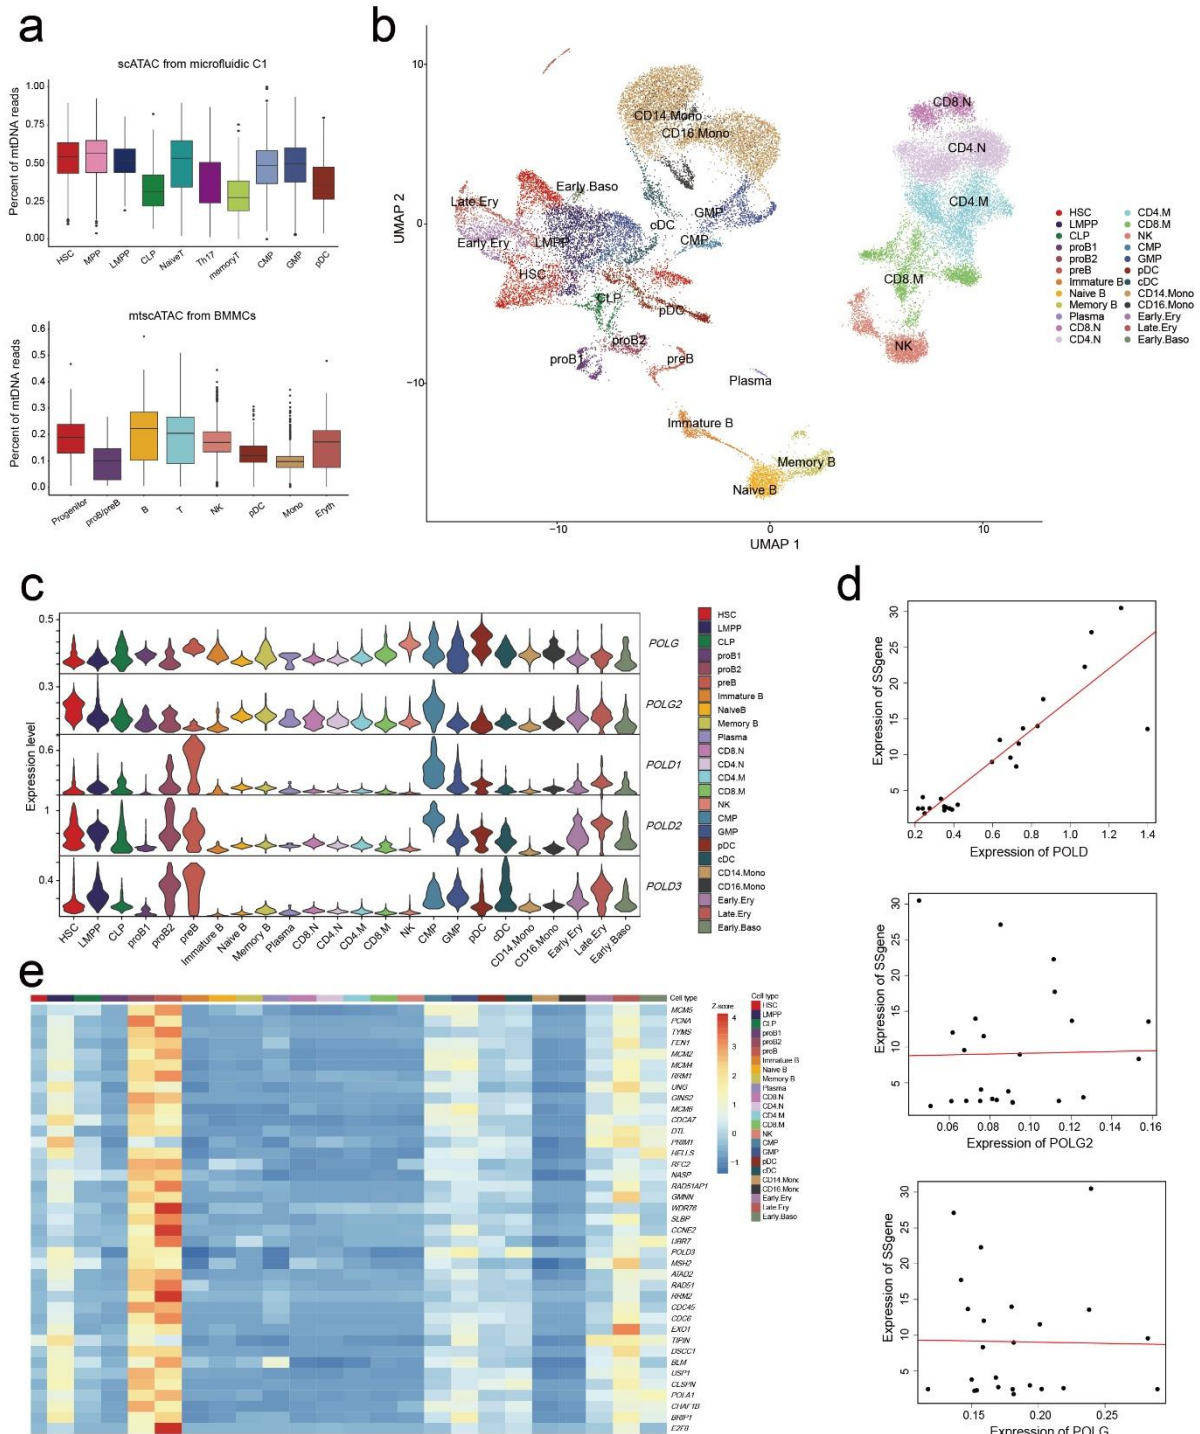 a
scATAC from microfluidic C1
Percent of mtDNA reads
1.00
0.75
0.50
0.25
0.00
HSC
MPP
LMPP
CLP
NaiveT
Th17
memoryT
CMP
GMP
pDC
mtscATAC from BMMCs
Percent of mtDNA reads
0.6
0.5
0.4
0.3
0.2
0.1
0.0
Progenitor
proB/preB
B
T
NK
pDC
Mono
Eryth
b
UMAP 2
10
0
−10
CD14.Mono
CD16.Mono
Early.Baso
Late.Ery
Early.Ery
LMPP
HSC
cDC
GMP
CMP
CLP
pDC
proB1
proB2
preB
Plasma
Immature B
Memory B
Naive B
CD8.N
CD4.N
CD4.M
CD8.M
NK
−10
0
10
UMAP 1
HSC
LMPP
CLP
proB1
proB2
preB
Immature B
Naive B
Memory B
Plasma
CD8.N
CD4.N
CD4.M
CD8.M
NK
CMP
GMP
pDC
cDC
CD14.Mono
CD16.Mono
Early.Ery
Late.Ery
Early.Baso
c
Expression level
0.5
POLG
0.3
POLG2
0.6
POLD1
1
POLD2
0.4
POLD3
HSC
LMPP
CLP
proB1
proB2
preB
Immature B
Naive B
Memory B
Plasma
CD8.N
CD4.N
CD4.M
CD8.M
NK
CMP
GMP
pDC
cDC
CD14.Mono
CD16.Mono
Early.Ery
Late.Ery
Early.Baso
HSC
LMPP
CLP
proB1
proB2
preB
Immature B
NaiveB
Memory B
Plasma
CD8.N
CD4.N
CD4.M
CD8.M
NK
CMP
GMP
pDC
cDC
CD14.Mono
CD16.Mono
Early.Ery
Late.Ery
Early.Baso
d
Expression of SSgene
30
25
20
15
10
5
0.2
0.4
0.6
0.8
1.0
1.2
1.4
Expression of POLD
Expression of SSgene
30
25
20
15
10
5
0.06
0.08
0.10
0.12
0.14
0.16
Expression of POLG2
Expression of SSgene
30
25
20
15
10
5
0.15
0.20
0.25
Expression of POLG
e
Cell type
MCM5
PCNA
TYMS
FEN1
MCM2
MCM4
RRM1
UNG
GINS2
MCM6
CDCA7
DTL
PRIM1
HELLS
RFC2
NASP
RAD51AP1
GMNN
WDR76
SLBP
CCNE2
UBR7
POLD3
MSH2
ATAD2
RAD51
RRM2
CDC45
CDC6
EXO1
TIPIN
DSCC1
BLM
USP1
CLSPN
POLA1
CHAF1B
BRIP1
E2F8
Z-score
4
3
2
1
0
−1
Cell type
HSC
LMPP
CLP
proB1
proB2
proB
Immature B
Naive B
Memory B
Plasma
CD8.N
CD4.N
CD4.M
CD8.M
NK
CMP
GMP
pDC
cDC
CD14.Mono
CD16.Mono
Early.Ery
Late.Ery
Early.Baso